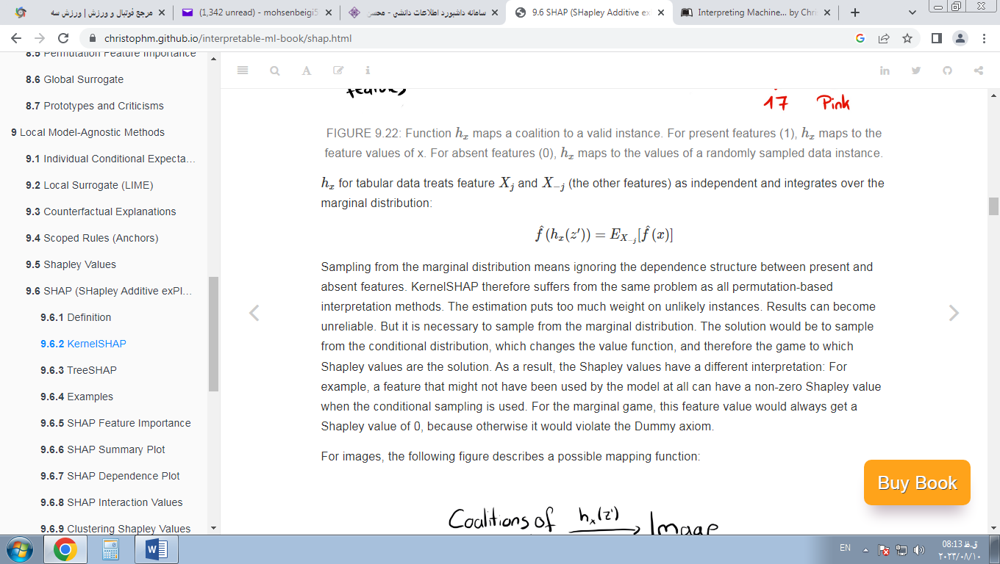 مرجع فوتبال و ورزش | ورزش سه
(1,342 unread) - mohsenbeigi5
سامانه داشبورد اطلاعات دانشی - محسن
9.6 SHAP (SHapley Additive ex
Interpreting Machine... by Chri
christophm.github.io/interpretable-ml-book/shap.html
8.5 Permutation Feature Importance
8.6 Global Surrogate
8.7 Prototypes and Criticisms
9 Local Model-Agnostic Methods
9.1 Individual Conditional Expecta…
9.2 Local Surrogate (LIME)
9.3 Counterfactual Explanations
9.4 Scoped Rules (Anchors)
9.5 Shapley Values
9.6 SHAP (SHapley Additive exPl…
9.6.1 Definition
9.6.2 KernelSHAP
9.6.3 TreeSHAP
9.6.4 Examples
9.6.5 SHAP Feature Importance
9.6.6 SHAP Summary Plot
9.6.7 SHAP Dependence Plot
9.6.8 SHAP Interaction Values
9.6.9 Clustering Shapley Values
features
17 Pink
FIGURE 9.22: Function hₓ maps a coalition to a valid instance. For present features (1), hₓ maps to the
feature values of x. For absent features (0), hₓ maps to the values of a randomly sampled data instance.
hₓ for tabular data treats feature Xⱼ and X₋ⱼ (the other features) as independent and integrates over the
marginal distribution:
f̂(hₓ(z′)) = E_{X₋ⱼ}[f̂(x)]
Sampling from the marginal distribution means ignoring the dependence structure between present and
absent features. KernelSHAP therefore suffers from the same problem as all permutation-based
interpretation methods. The estimation puts too much weight on unlikely instances. Results can become
unreliable. But it is necessary to sample from the marginal distribution. The solution would be to sample
from the conditional distribution, which changes the value function, and therefore the game to which
Shapley values are the solution. As a result, the Shapley values have a different interpretation: For
example, a feature that might not have been used by the model at all can have a non-zero Shapley value
when the conditional sampling is used. For the marginal game, this feature value would always get a
Shapley value of 0, because otherwise it would violate the Dummy axiom.
For images, the following figure describes a possible mapping function:
Buy Book
Coalitions of hₓ(z′) Image
EN
08:13 ق.ظ
۲۰۲۳/۰۸/۱۰